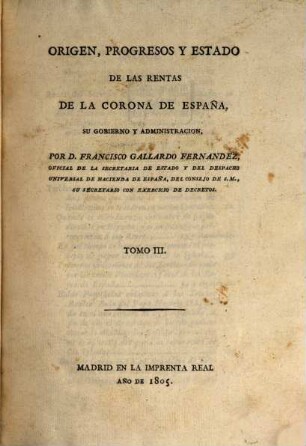 ORIGEN, PROGRESOS Y ESTADO
DE LAS RENTAS
DE LA CORONA DE ESPAÑA,
SU GOBIERNO Y ADMINISTRACION,
POR D. FRANCISCO GALLARDO FERNANDEZ,
OFICIAL DE LA SECRETARIA DE ESTADO Y DEL DESPACHO
UNIVERSAL DE HACIENDA DE ESPAÑA, DEL CONSEJO DE S.M.,
SU SECRETARIO CON EXERCICIO DE DECRETOS.
TOMO III.
MADRID EN LA IMPRENTA REAL
AÑO DE 1805.